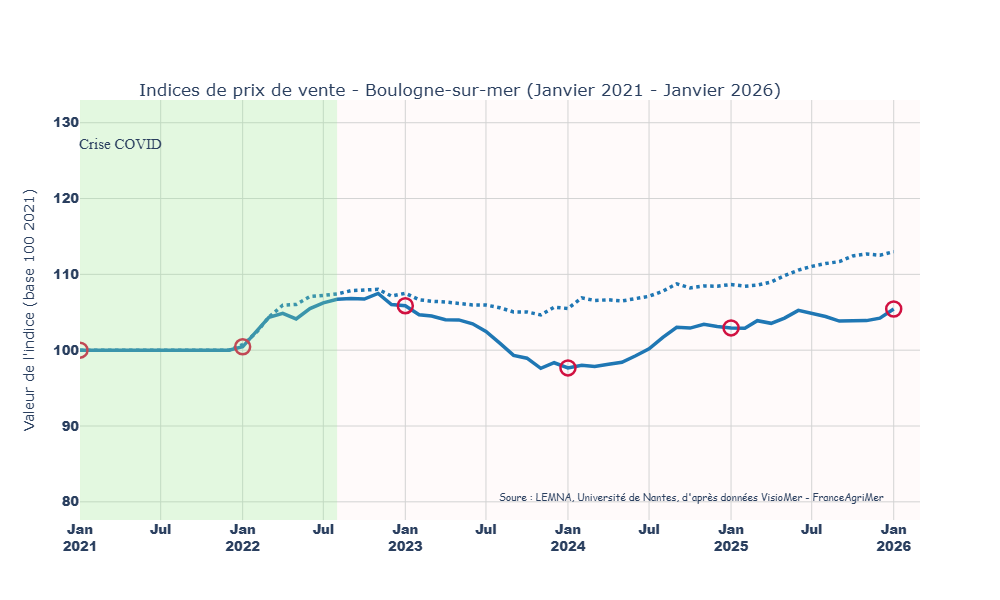 Indices de prix de vente - Boulogne-sur-mer (Janvier 2021 - Janvier 2026)
130
Crise COVID
120
Valeur de l'indice (base 100 2021)
110
100
90
80
Soure : LEMNA, Université de Nantes, d'après données VisioMer - FranceAgriMer
Jan Jul Jan Jul Jan Jul Jan Jul Jan Jul Jan
2021 2022 2023 2024 2025 2026